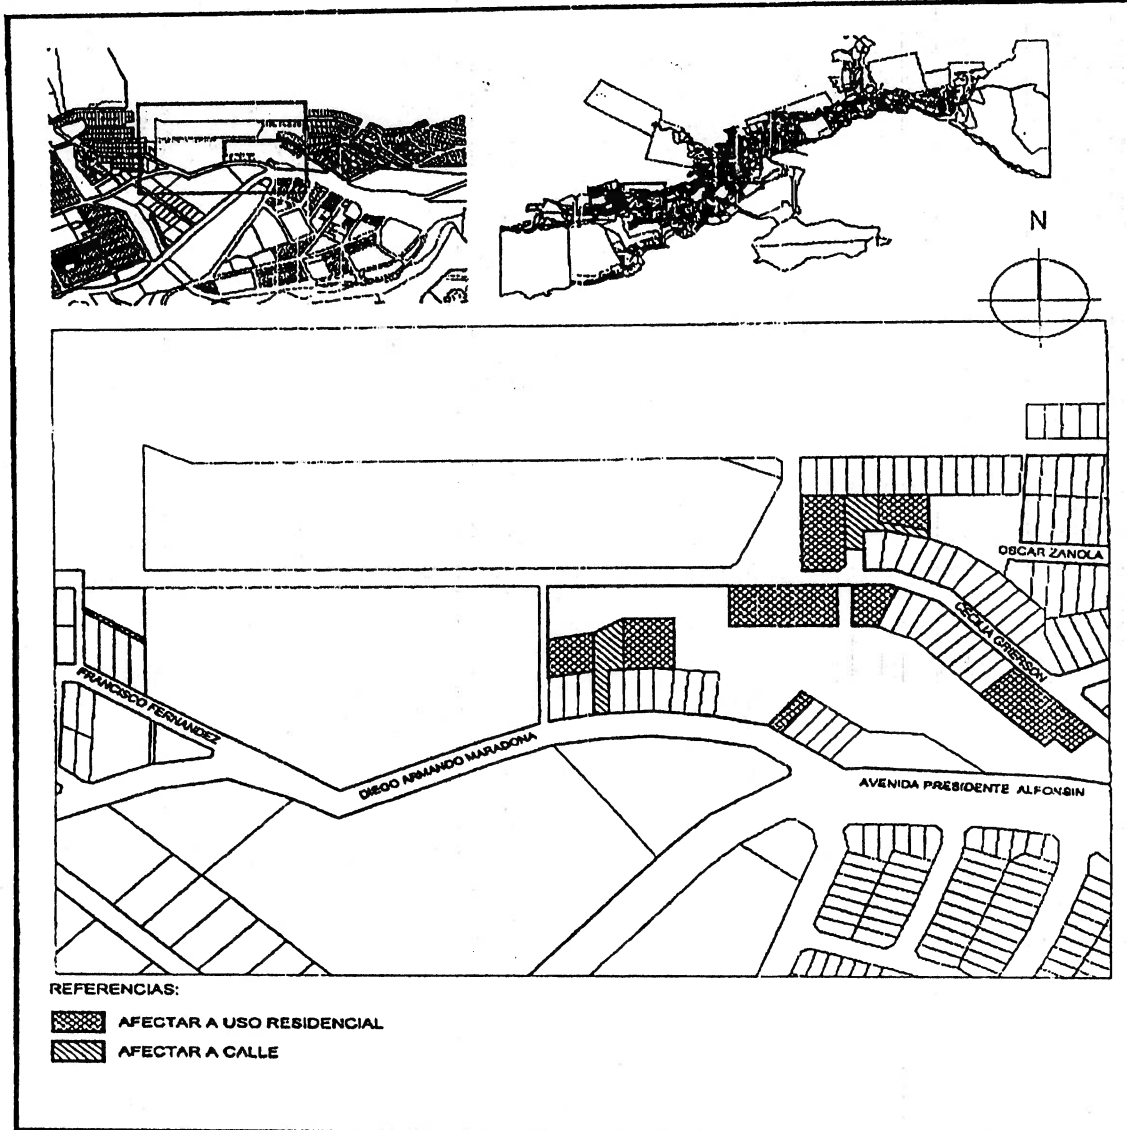 N
OSCAR ZANOLA
CECILIA GRIERSON
FRANCISCO FERNANDEZ
DIEGO ARMANDO MARADONA
AVENIDA PRESIDENTE ALFONSIN
REFERENCIAS:
AFECTAR A USO RESIDENCIAL
AFECTAR A CALLE